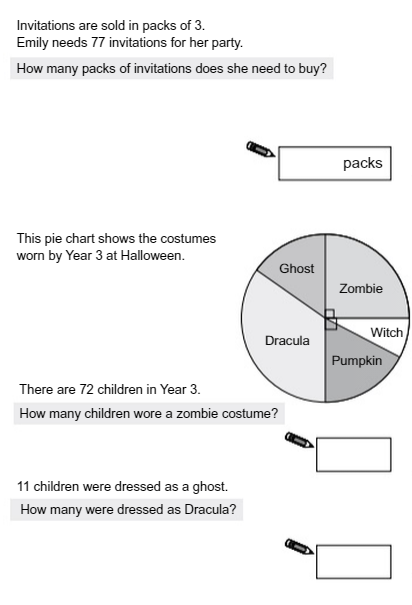 Invitations are sold in packs of 3.
Emily needs 77 invitations for her party.
How many packs of invitations does she need to buy?
packs
This pie chart shows the costumes
worn by Year 3 at Halloween.
Ghost
Zombie
Witch
Dracula
Pumpkin
There are 72 children in Year 3.
How many children wore a zombie costume?
11 children were dressed as a ghost.
How many were dressed as Dracula?